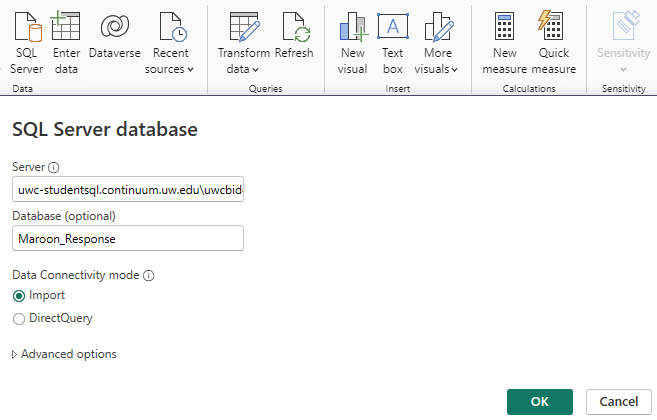 SQL Server
Enter data
Dataverse
Recent sources
Transform data
Refresh
New visual
Text box
More visuals
New measure
Quick measure
Sensitivity
Data
Queries
Insert
Calculations
Sensitivity
SQL Server database
Server
uwc-studentsql.continuum.uw.edu\uwcbid
Database (optional)
Maroon_Response
Data Connectivity mode
Import
DirectQuery
Advanced options
OK
Cancel